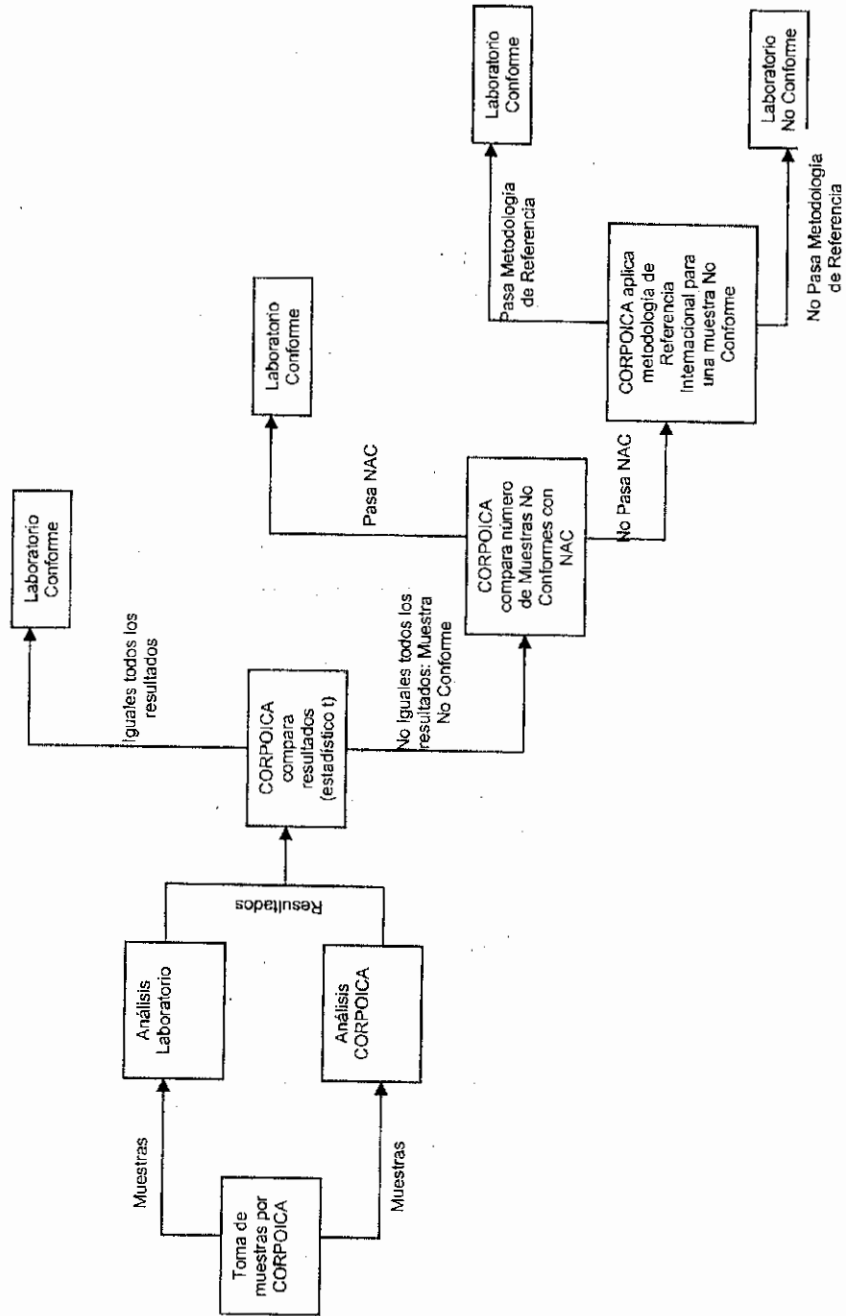 Toma de
muestras por
CORPOICA
Muestras
Muestras
Análisis
Laboratorio
Análisis
CORPOICA
Resultados
CORPOICA
compara
resultados
(estadístico t)
Iguales todos los
resultado
Laboratorio
Conforme
No Iguales todos los
resultados: Muestra
No Conforme
CORPOICA
compara número
de Muestras No
Conformes con
NAC
Pasa NAC
Laboratorio
Conforme
No Pasa NAC
CORPOICA aplica
metodología de
Referencia
Internacional para
una muestra No
Conforme
Pasa Metodología
de Referencia
Laboratorio
Conforme
No Pasa Metodología
de Referencia
Laboratorio
No Conforme